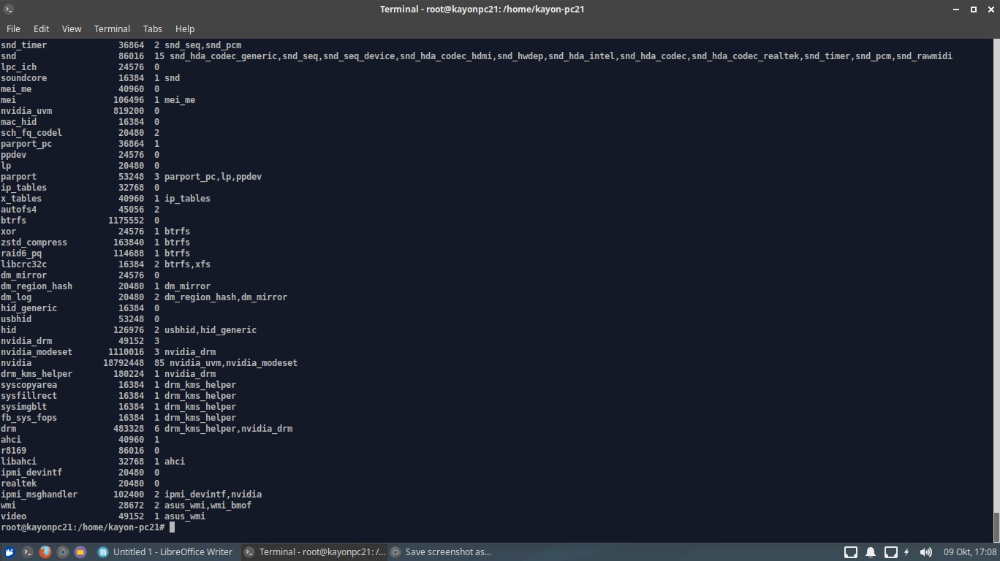 Terminal - root@kayonpc21: /home/kayon-pc21
File Edit View Terminal Tabs Help
snd_timer 36864 2 snd_seq,snd_pcm
snd 86016 15 snd_hda_codec_generic,snd_seq,snd_seq_device,snd_hda_codec_hdmi,snd_hwdep,snd_hda_intel,snd_hda_codec,snd_hda_codec_realtek,snd_timer,snd_pcm,snd_rawmidi
lpc_ich 24576 0
soundcore 16384 1 snd
mei_me 40960 0
mei 106496 1 mei_me
nvidia_uvm 819200 0
mac_hid 16384 0
sch_fq_codel 20480 2
parport_pc 36864 1
ppdev 24576 0
lp 20480 0
parport 53248 3 parport_pc,lp,ppdev
ip_tables 32768 0
x_tables 40960 1 ip_tables
autofs4 45056 2
btrfs 1175552 0
xor 24576 1 btrfs
zstd_compress 163840 1 btrfs
raid6_pq 114688 1 btrfs
libcrc32c 16384 2 btrfs,xfs
dm_mirror 24576 0
dm_region_hash 20480 1 dm_mirror
dm_log 20480 2 dm_region_hash,dm_mirror
hid_generic 16384 0
usbhid 53248 0
hid 126976 2 usbhid,hid_generic
nvidia_drm 49152 3
nvidia_modeset 1110016 3 nvidia_drm
nvidia 18792448 85 nvidia_uvm,nvidia_modeset
drm_kms_helper 180224 1 nvidia_drm
syscopyarea 16384 1 drm_kms_helper
sysfillrect 16384 1 drm_kms_helper
sysimgblt 16384 1 drm_kms_helper
fb_sys_fops 16384 1 drm_kms_helper
drm 483328 6 drm_kms_helper,nvidia_drm
ahci 40960 1
r8169 86016 0
libahci 32768 1 ahci
ipmi_devintf 20480 0
realtek 20480 0
ipmi_msghandler 102400 2 ipmi_devintf,nvidia
wmi 28672 2 asus_wmi,wmi_bmof
video 49152 1 asus_wmi
root@kayonpc21:/home/kayon-pc21#
Untitled 1 - LibreOffice Writer Terminal - root@kayonpc21: /... Save screenshot as... 09 Okt, 17:08